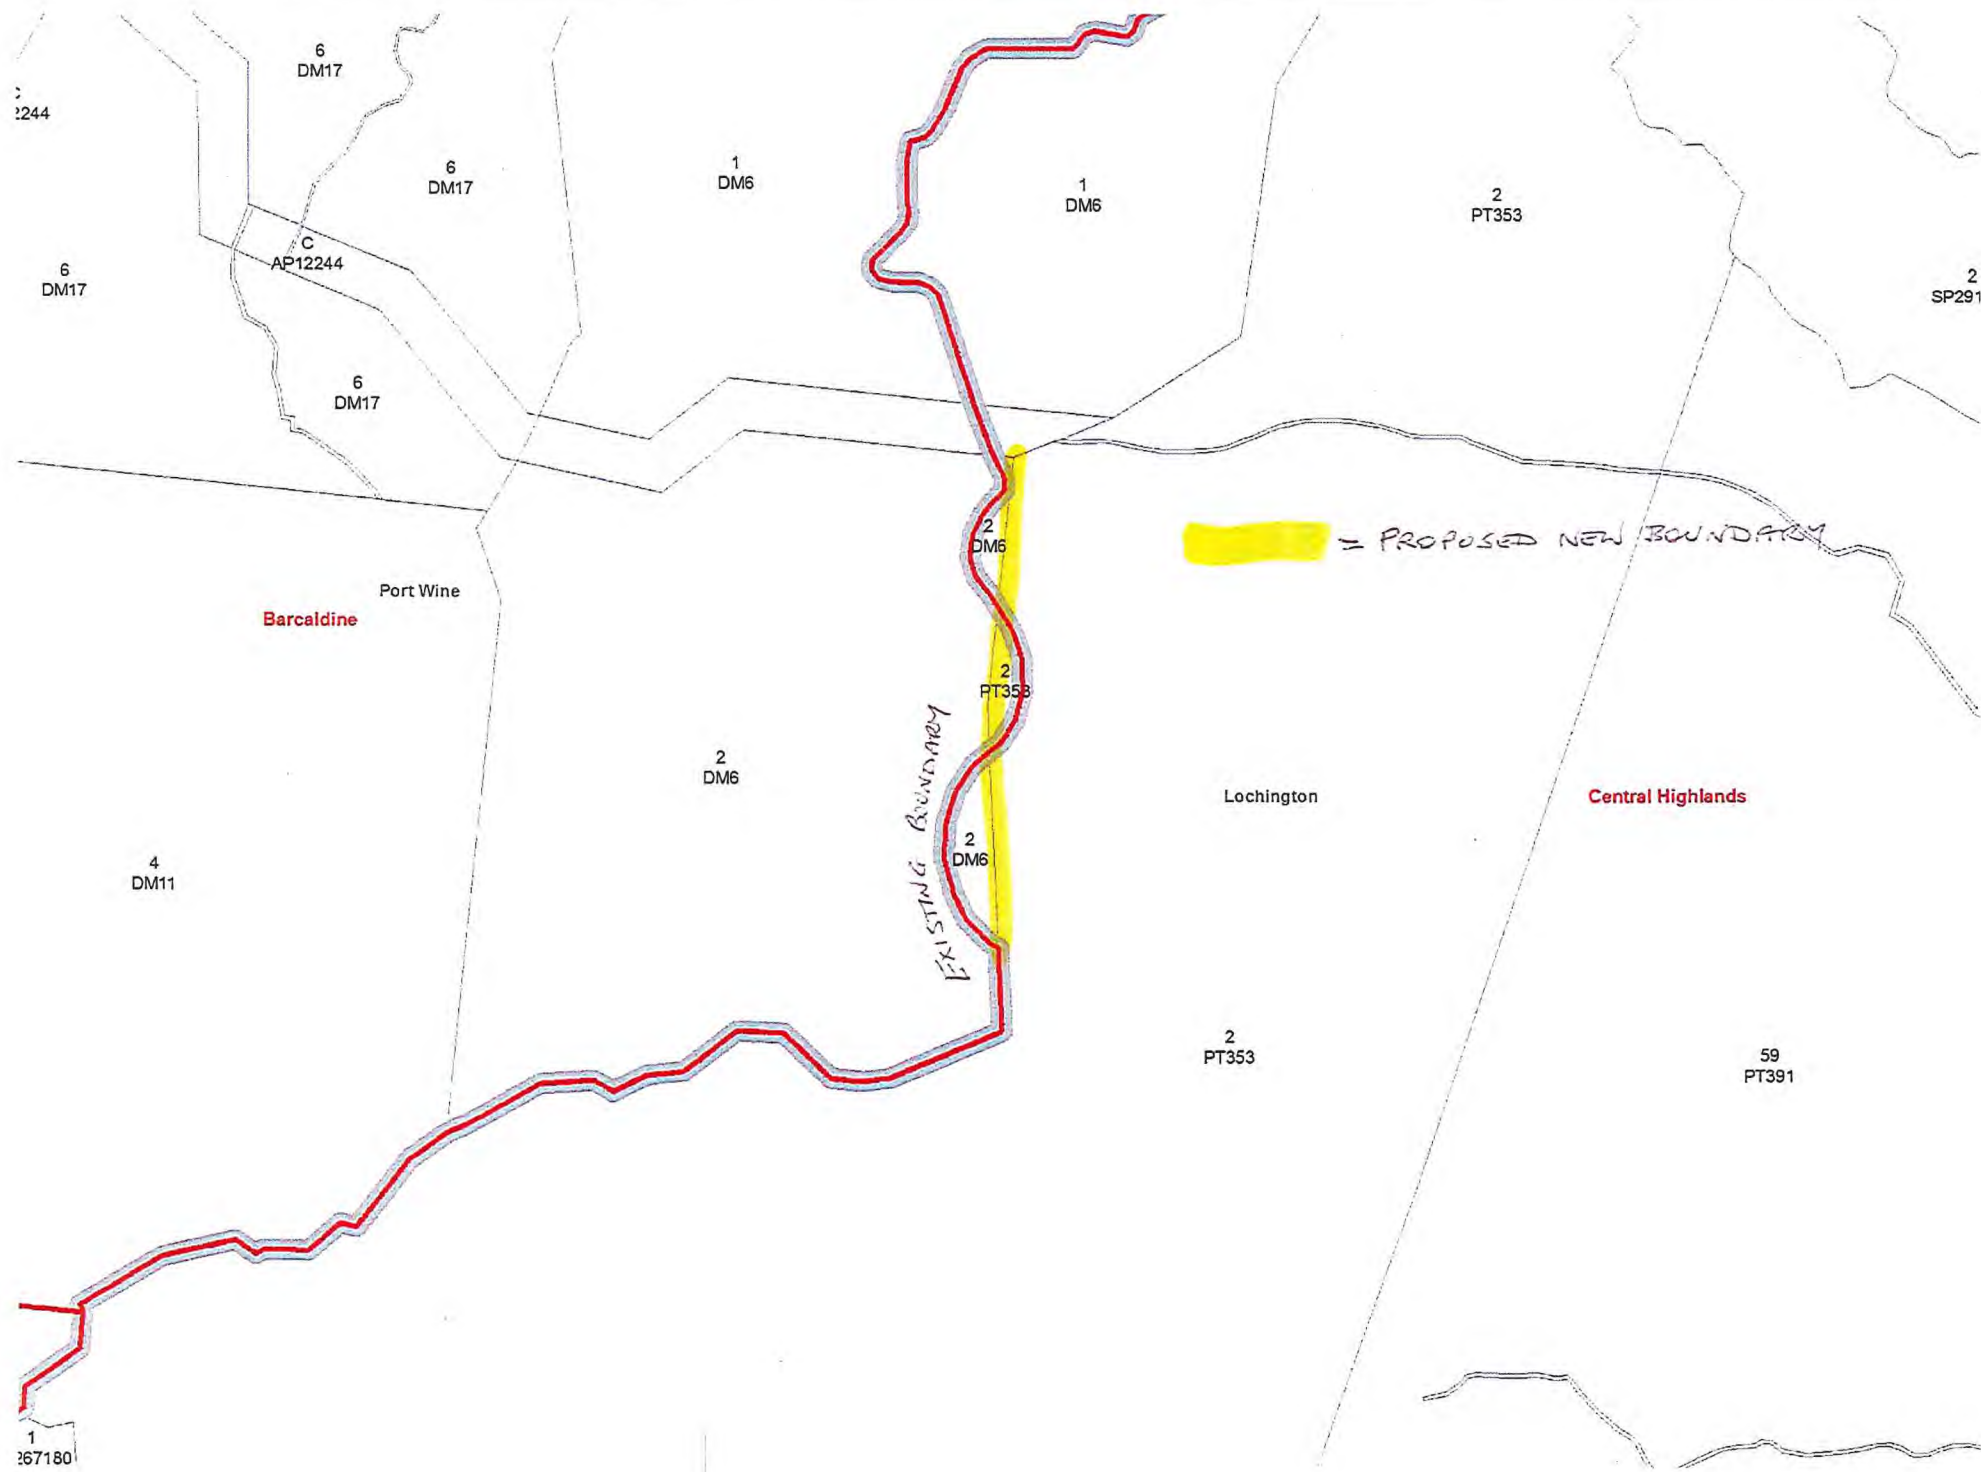 6
DM17
2244
6
DM17
1
DM6
1
DM6
2
PT353
C
AP12244
6
DM17
2
SP291
6
DM17
2
DM6
= PROPOSED NEW BOUNDARY
Port Wine
Barcaldine
2
PT353
EXISTING BOUNDARY
2
DM6
Lochington
Central Highlands
2
DM6
4
DM11
2
PT353
59
PT391
1
267180